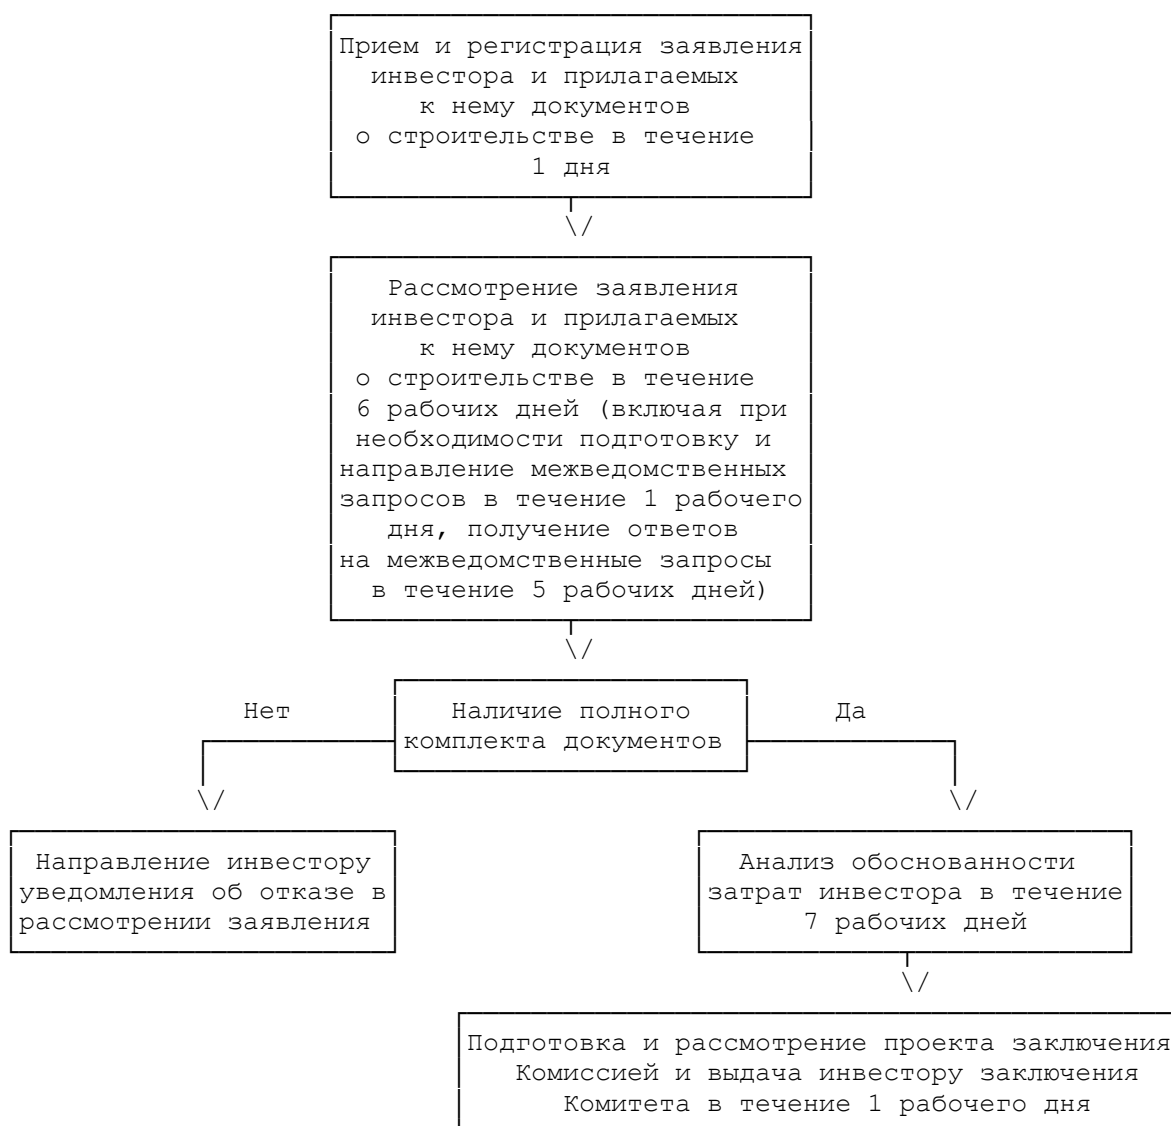 Прием и регистрация заявления
инвестора и прилагаемых
к нему документов
о строительстве в течение
1 дня
\/
Рассмотрение заявления
инвестора и прилагаемых
к нему документов
о строительстве в течение
6 рабочих дней (включая при
необходимости подготовку и
направление межведомственных
запросов в течение 1 рабочего
дня, получение ответов
на межведомственные запросы
в течение 5 рабочих дней)
\/
Нет
Наличие полного
комплекта документов
Да
\/
\/
Направление инвестору
уведомления об отказе в
рассмотрении заявления
Анализ обоснованности
затрат инвестора в течение
7 рабочих дней
\/
Подготовка и рассмотрение проекта заключения
Комиссией и выдача инвестору заключения
Комитета в течение 1 рабочего дня